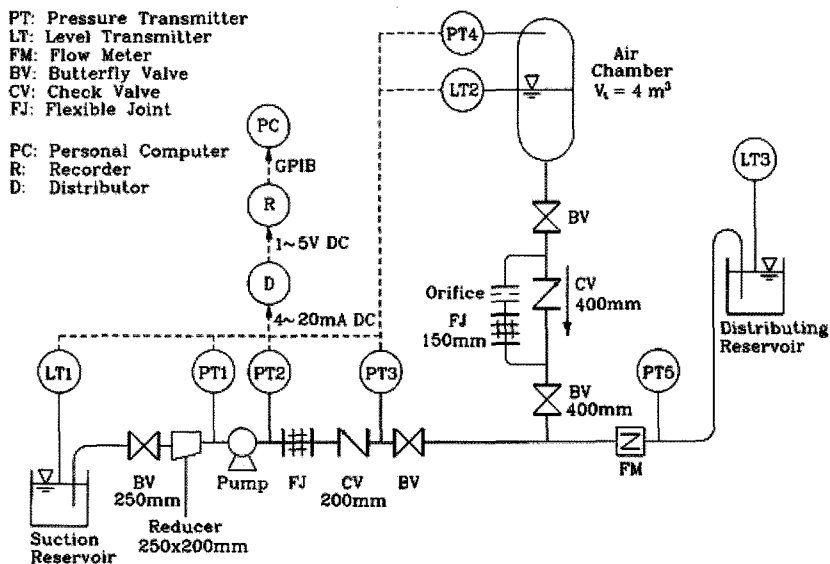 PT: Pressure Transmitter
LT: Level Transmitter
FM: Flow Meter
BV: Butterfly Valve
CV: Check Valve
FJ: Flexible Joint
PC: Personal Computer
R: Recorder
D: Distributor
PT4
LT2
Air
Chamber
Vt = 4 m³
PC
GPIB
R
1~5V DC
D
4~20mA DC
BV
LT3
Orifice
FJ
150mm
CV
400mm
Distributing
Reservoir
LT1
PT1
PT2
PT3
BV
400mm
PT5
BV
250mm
Pump
FJ
CV
200mm
BV
FM
Reducer
250x200mm
Suction
Reservoir